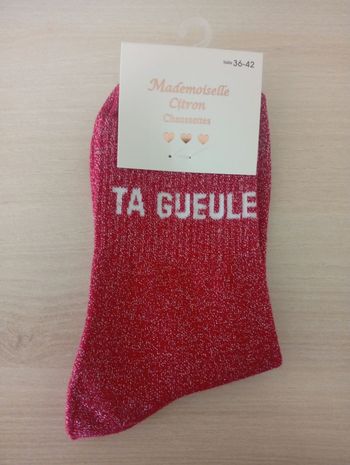 Taille 36-42
Mademoiselle
Citron
Chaussettes
TA GUEULE